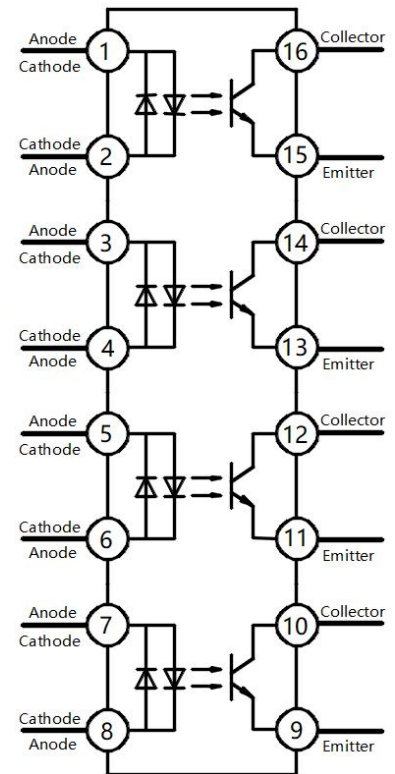 Anode
Cathode
1
16
Collector
Cathode
Anode
2
15
Emitter
Anode
Cathode
3
14
Collector
Cathode
Anode
4
13
Emitter
Anode
Cathode
5
12
Collector
Cathode
Anode
6
11
Emitter
Anode
Cathode
7
10
Collector
Cathode
Anode
8
9
Emitter